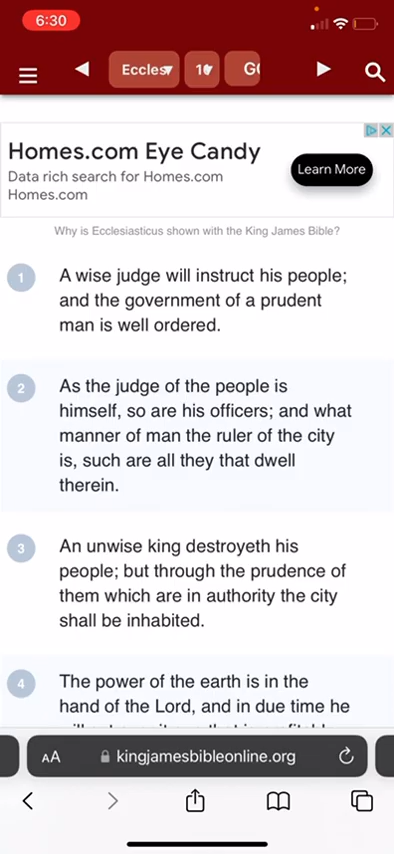 6:30
Eccles
GO
Homes.com Eye Candy
Data rich search for Homes.com
Homes.com
Learn More
Why is Ecclesiasticus shown with the King James Bible?
1
A wise judge will instruct his people;
and the government of a prudent
man is well ordered.
2
As the judge of the people is
himself, so are his officers; and what
manner of man the ruler of the city
is, such are all they that dwell
therein.
3
An unwise king destroyeth his
people; but through the prudence of
them which are in authority the city
shall be inhabited.
4
The power of the earth is in the
hand of the Lord, and in due time he
AA
kingjamesbibleonline.org